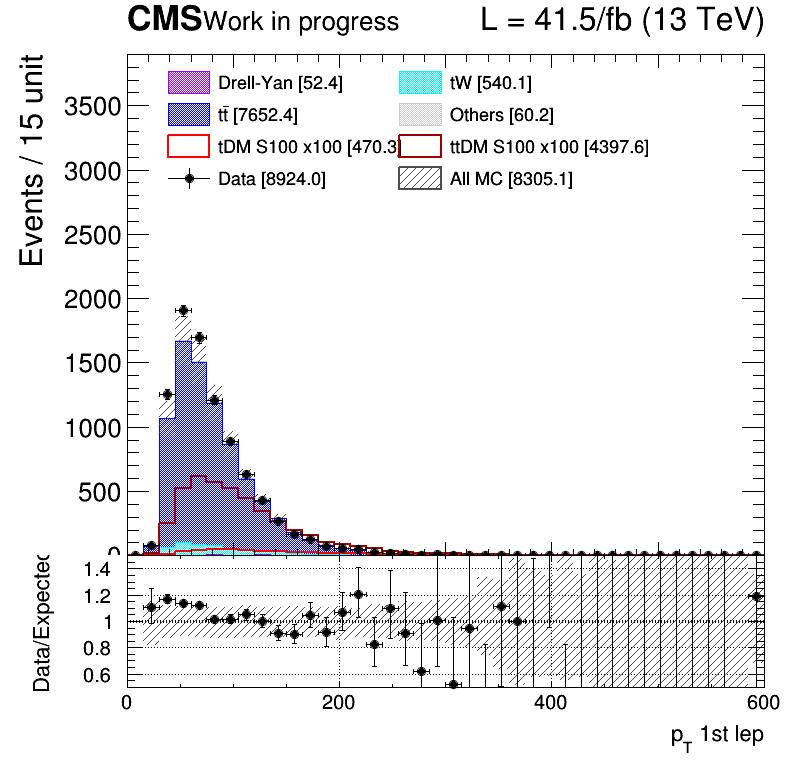 CMS Work in progress L = 41.5/fb (13 TeV)
Events / 15 unit
3500
3000
2500
2000
1500
1000
500
0
Drell-Yan [52.4] tW [540.1]
tt̄ [7652.4] Others [60.2]
tDM S100 x100 [470.3] ttDM S100 x100 [4397.6]
Data [8924.0] All MC [8305.1]
Data/Expected
1.4
1.2
1
0.8
0.6
0 200 400 600
p_T 1st lep